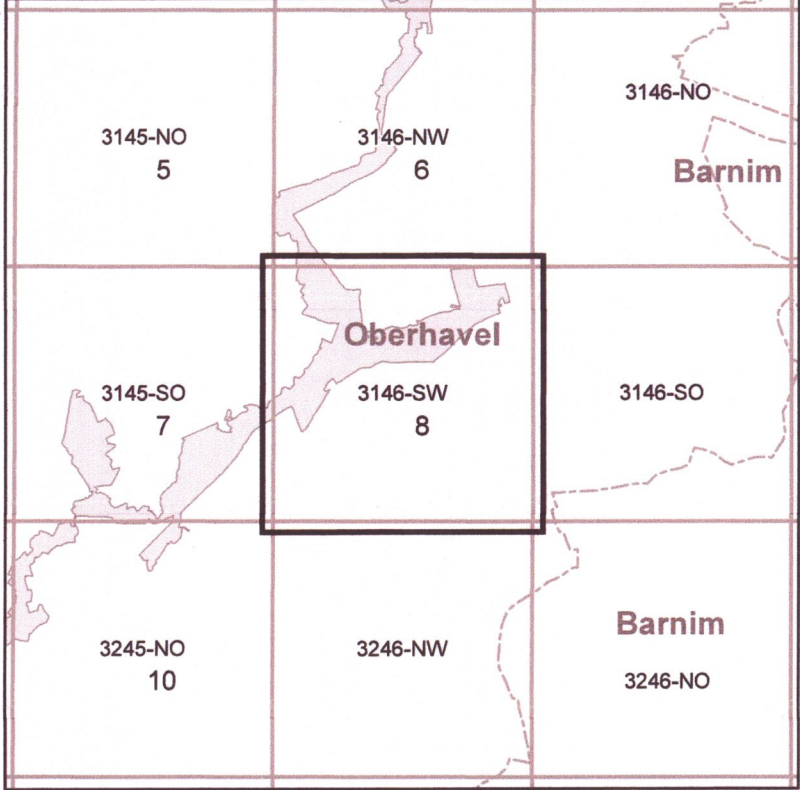 3146-NO
3145-NO
5
3146-NW
6
Barnim
Oberhavel
3145-SO
7
3146-SW
8
3146-SO
3245-NO
10
3246-NW
Barnim
3246-NO